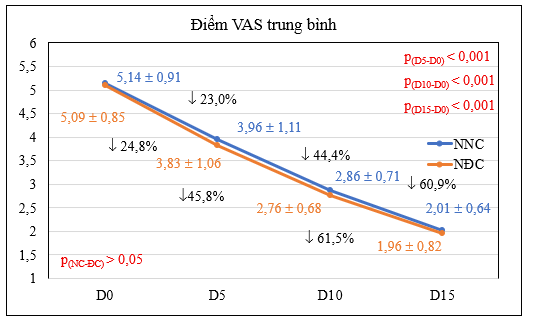 Điểm VAS trung bình
6
5,5
5
4,5
4
3,5
3
2,5
2
1,5
1
p(D5-D0) < 0,001
p(D10-D0) < 0,001
p(D15-D0) < 0,001
5,14 ± 0,91
↓ 23,0%
5,09 ± 0,85
3,96 ± 1,11
↓ 24,8%
↓ 44,4%
NNC
NĐC
3,83 ± 1,06
2,86 ± 0,71
↓ 60,9%
↓45,8%
2,76 ± 0,68
2,01 ± 0,64
↓ 61,5%
1,96 ± 0,82
p(NC-ĐC) > 0,05
D0 D5 D10 D15